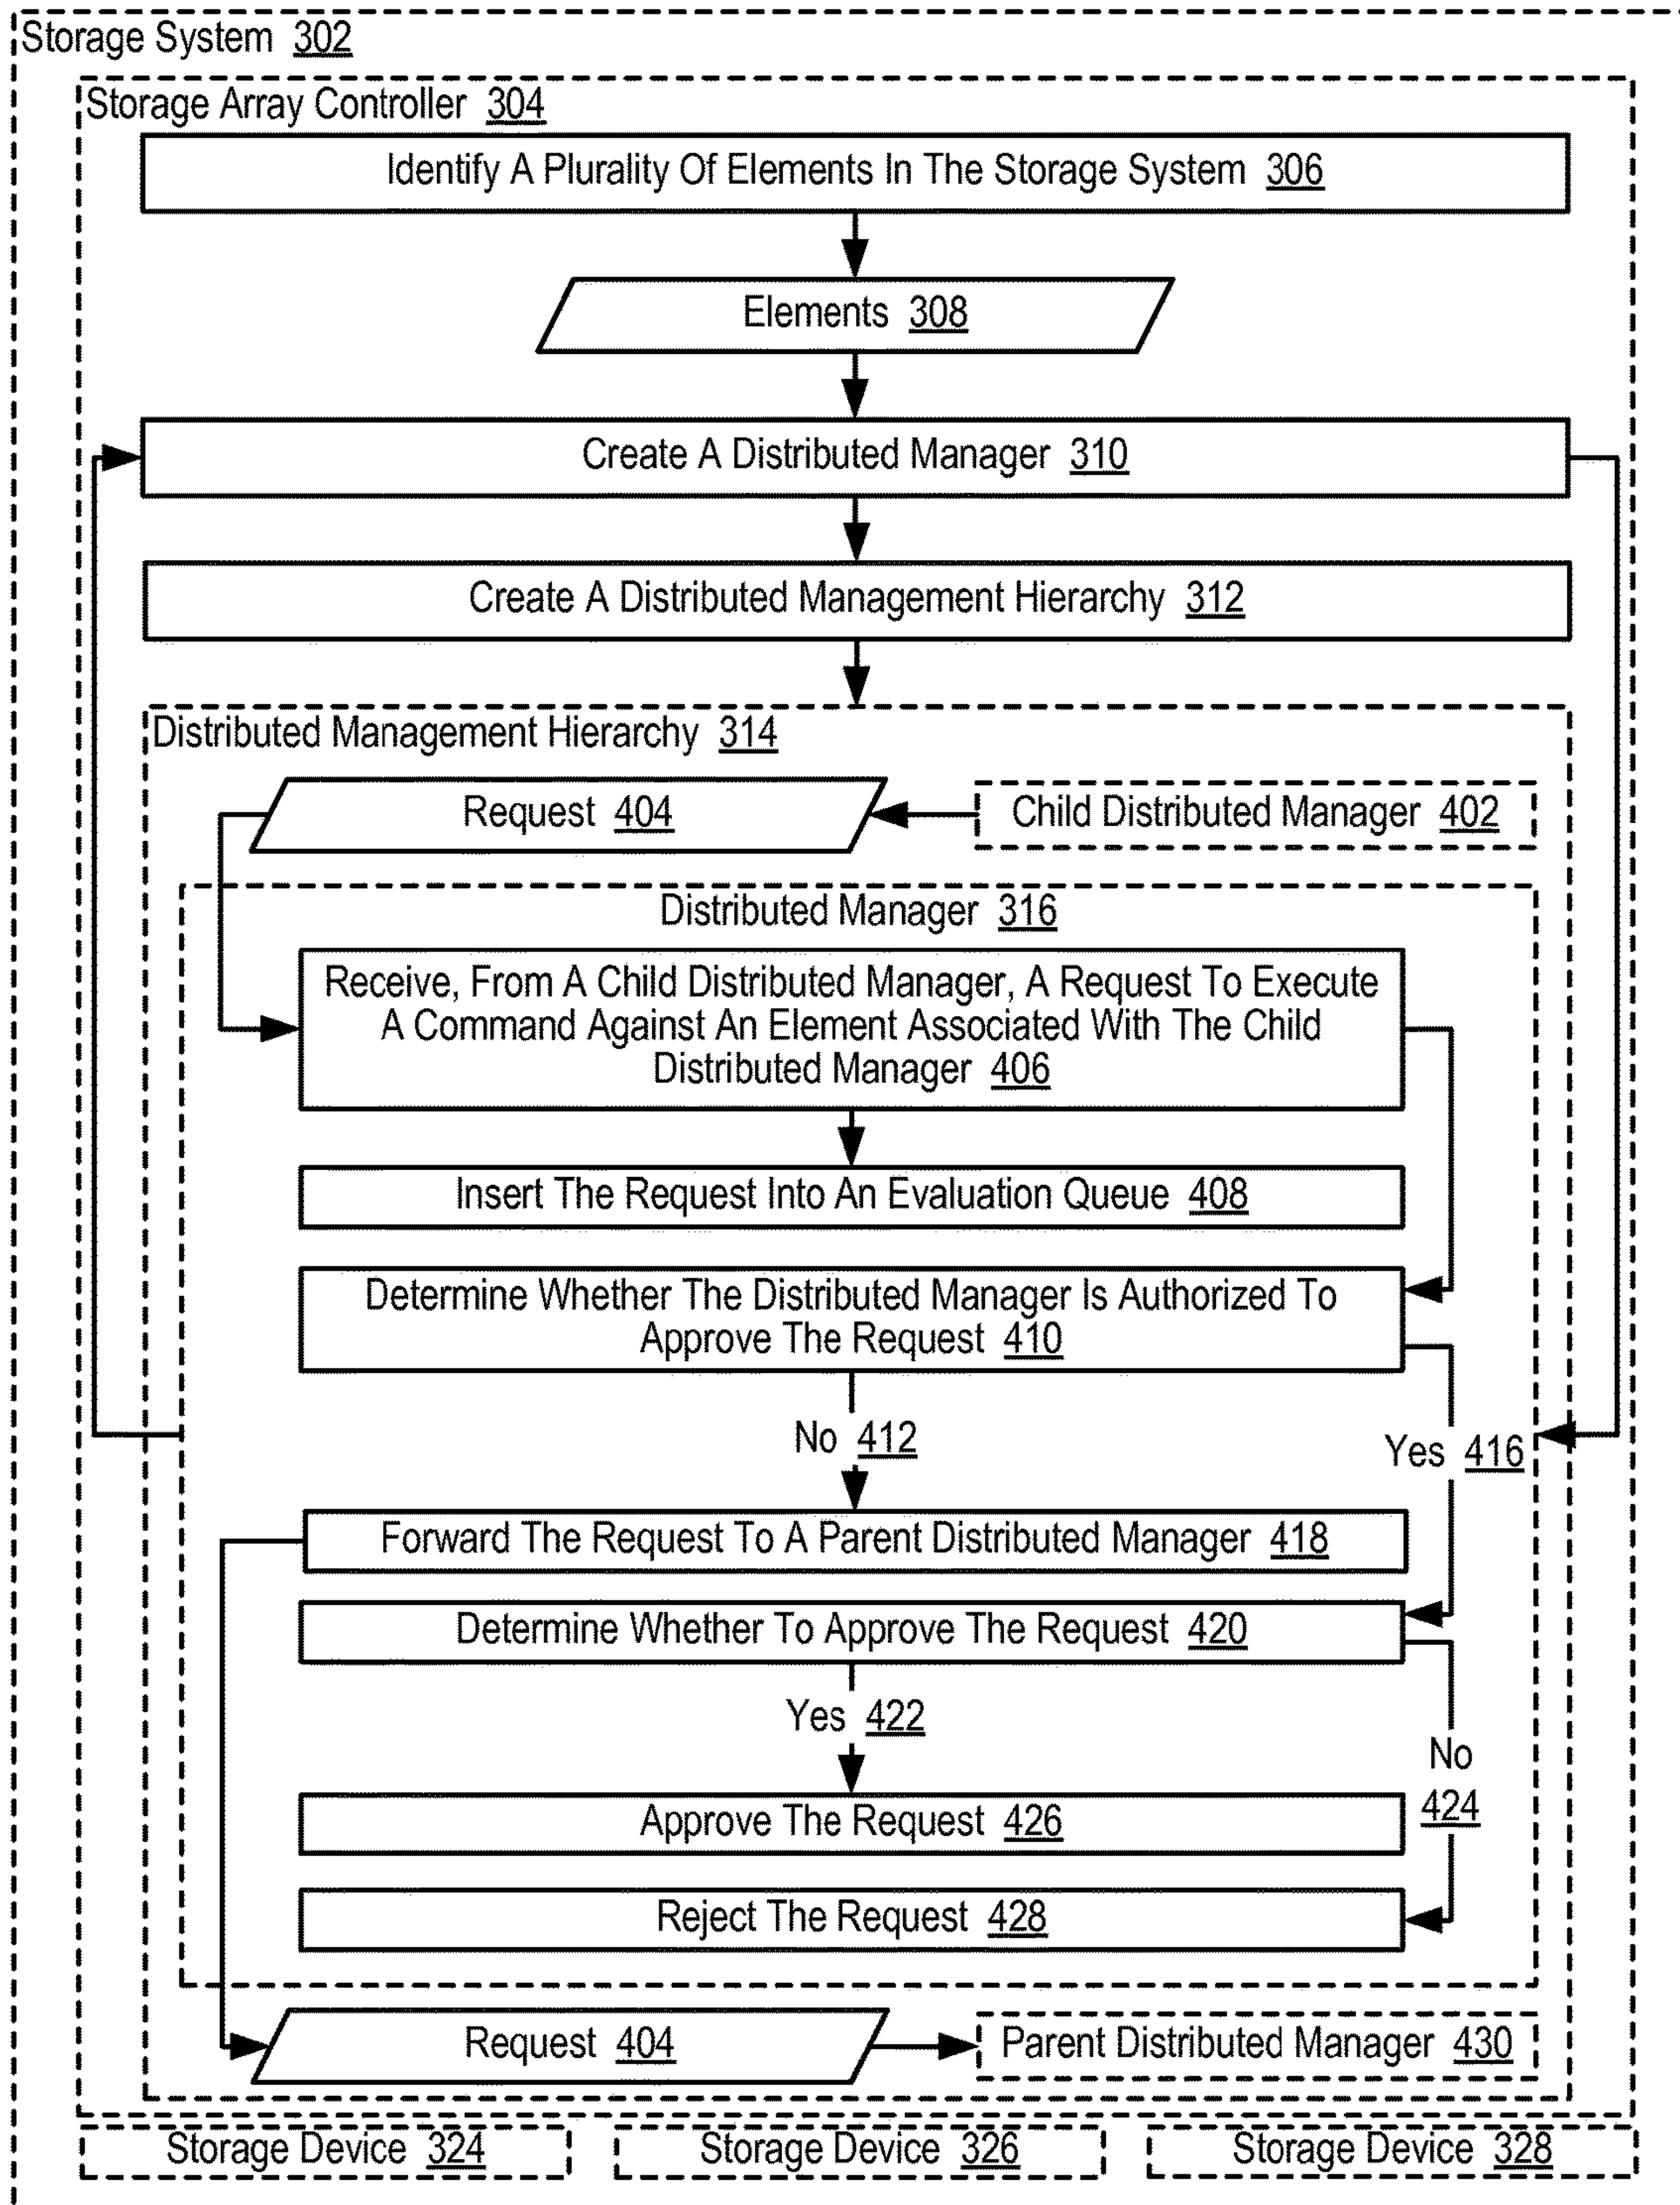 Storage System 302
Storage Array Controller 304
Identify A Plurality Of Elements In The Storage System 306
Elements 308
Create A Distributed Manager 310
Create A Distributed Management Hierarchy 312
Distributed Management Hierarchy 314
Request 404
Child Distributed Manager 402
Distributed Manager 316
Receive, From A Child Distributed Manager, A Request To Execute
A Command Against An Element Associated With The Child
Distributed Manager 406
Insert The Request Into An Evaluation Queue 408
Determine Whether The Distributed Manager Is Authorized To
Approve The Request 410
No 412
Yes 416
Forward The Request To A Parent Distributed Manager 418
Determine Whether To Approve The Request 420
Yes 422
No
424
Approve The Request 426
Reject The Request 428
Request 404
Parent Distributed Manager 430
Storage Device 324
Storage Device 326
Storage Device 328